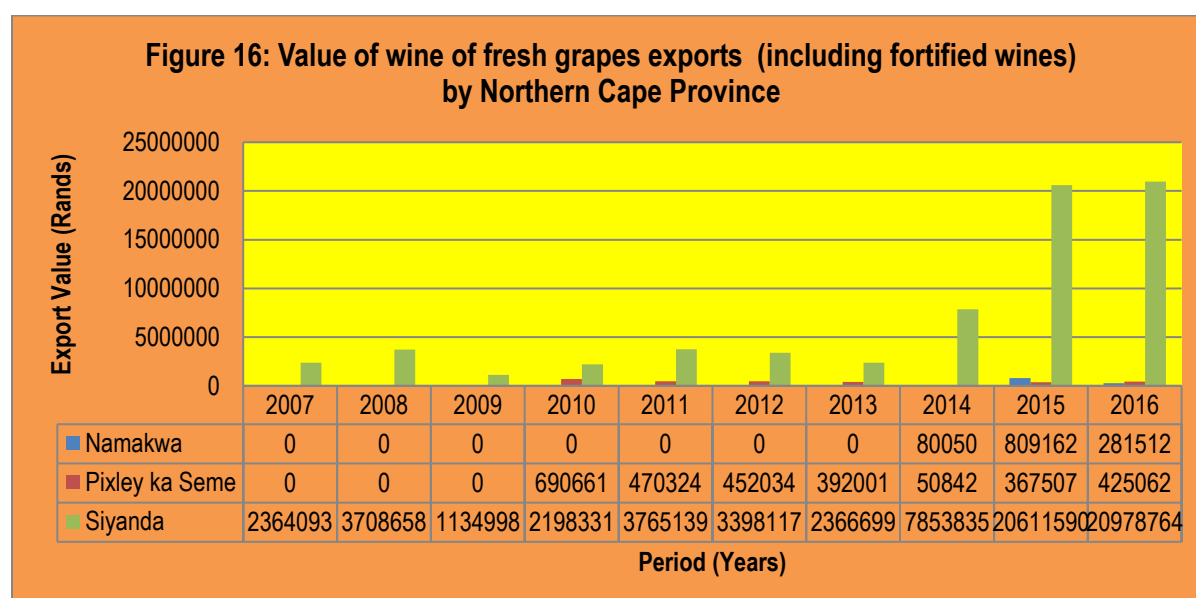 Figure 16: Value of wine of fresh grapes exports (including fortified wines)
by Northern Cape Province
Export Value (Rands)
25000000
20000000
15000000
10000000
5000000
0
2007 2008 2009 2010 2011 2012 2013 2014 2015 2016
Namakwa 0 0 0 0 0 0 0 80050 809162 281512
Pixley ka Seme 0 0 0 690661 470324 452034 392001 50842 367507 425062
Siyanda 2364093 3708658 1134998 2198331 3765139 3398117 2366699 7853835 20611590 20978764
Period (Years)